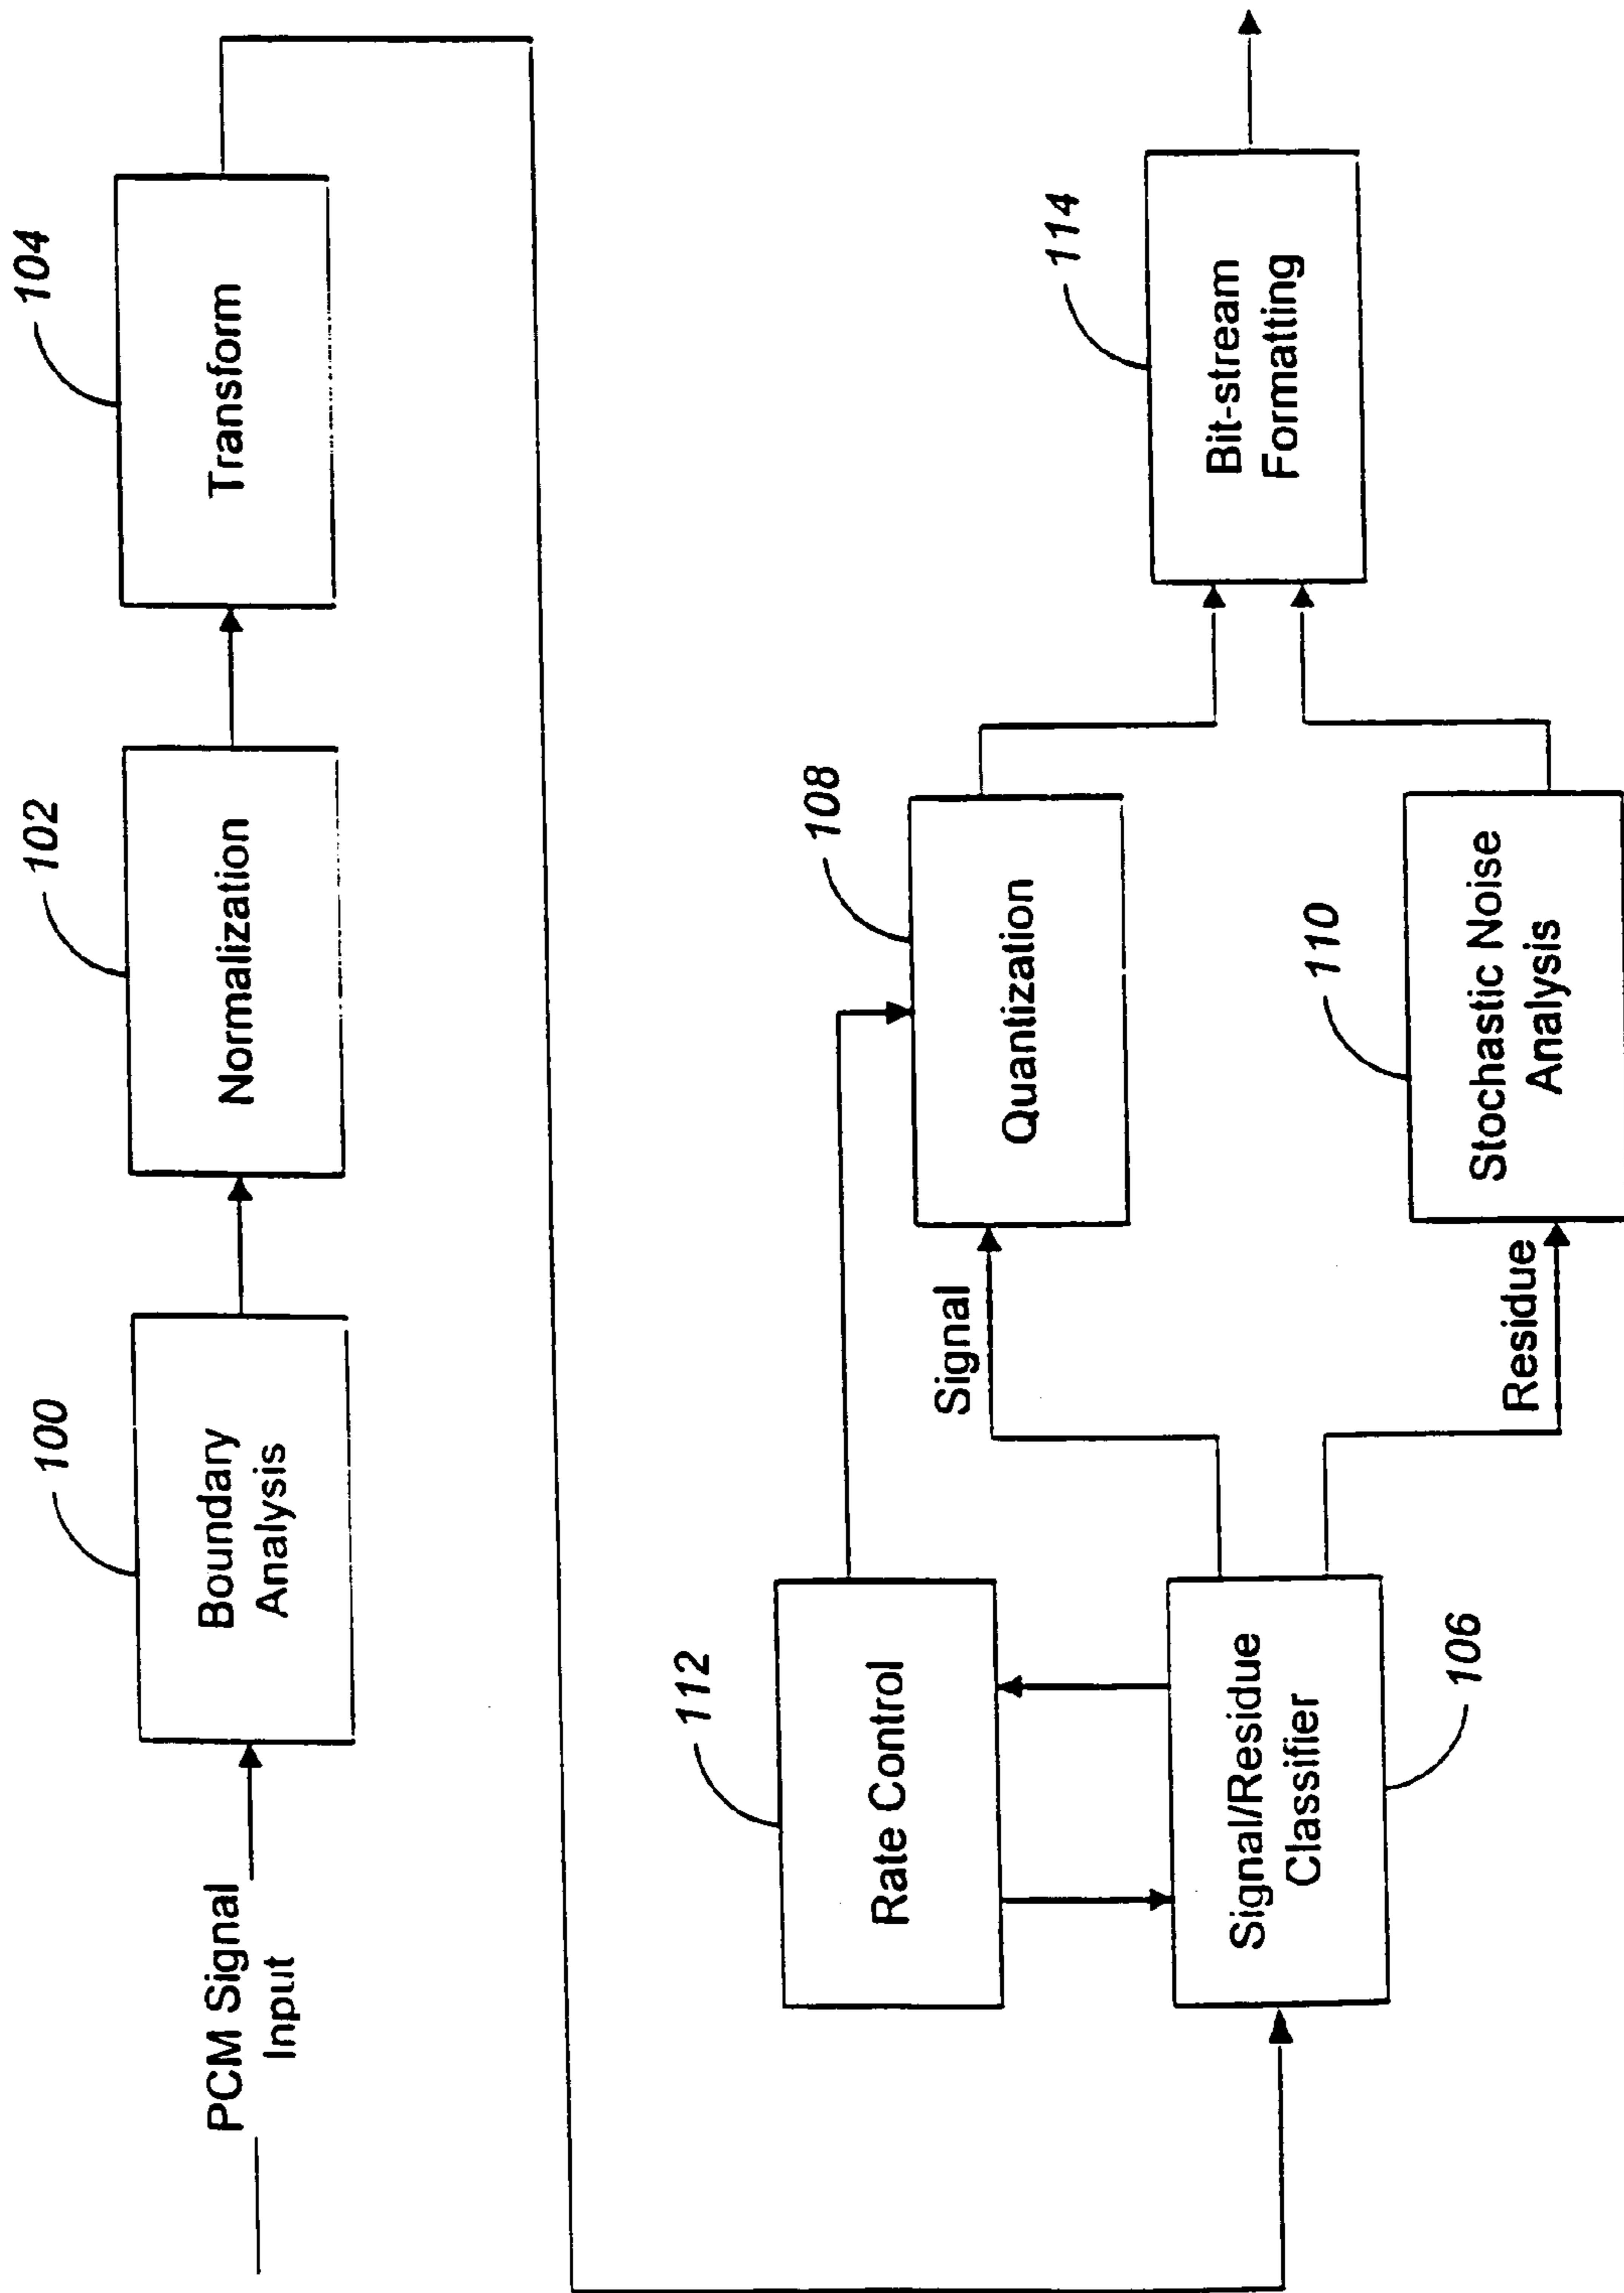 PCM Signal
Input
100
Boundary
Analysis
102
Normalization
104
Transform
112
Rate Control
Signal/Residue
Classifier
106
Signal
108
Quantization
Residue
110
Stochastic Noise
Analysis
114
Bit-stream
Formatting